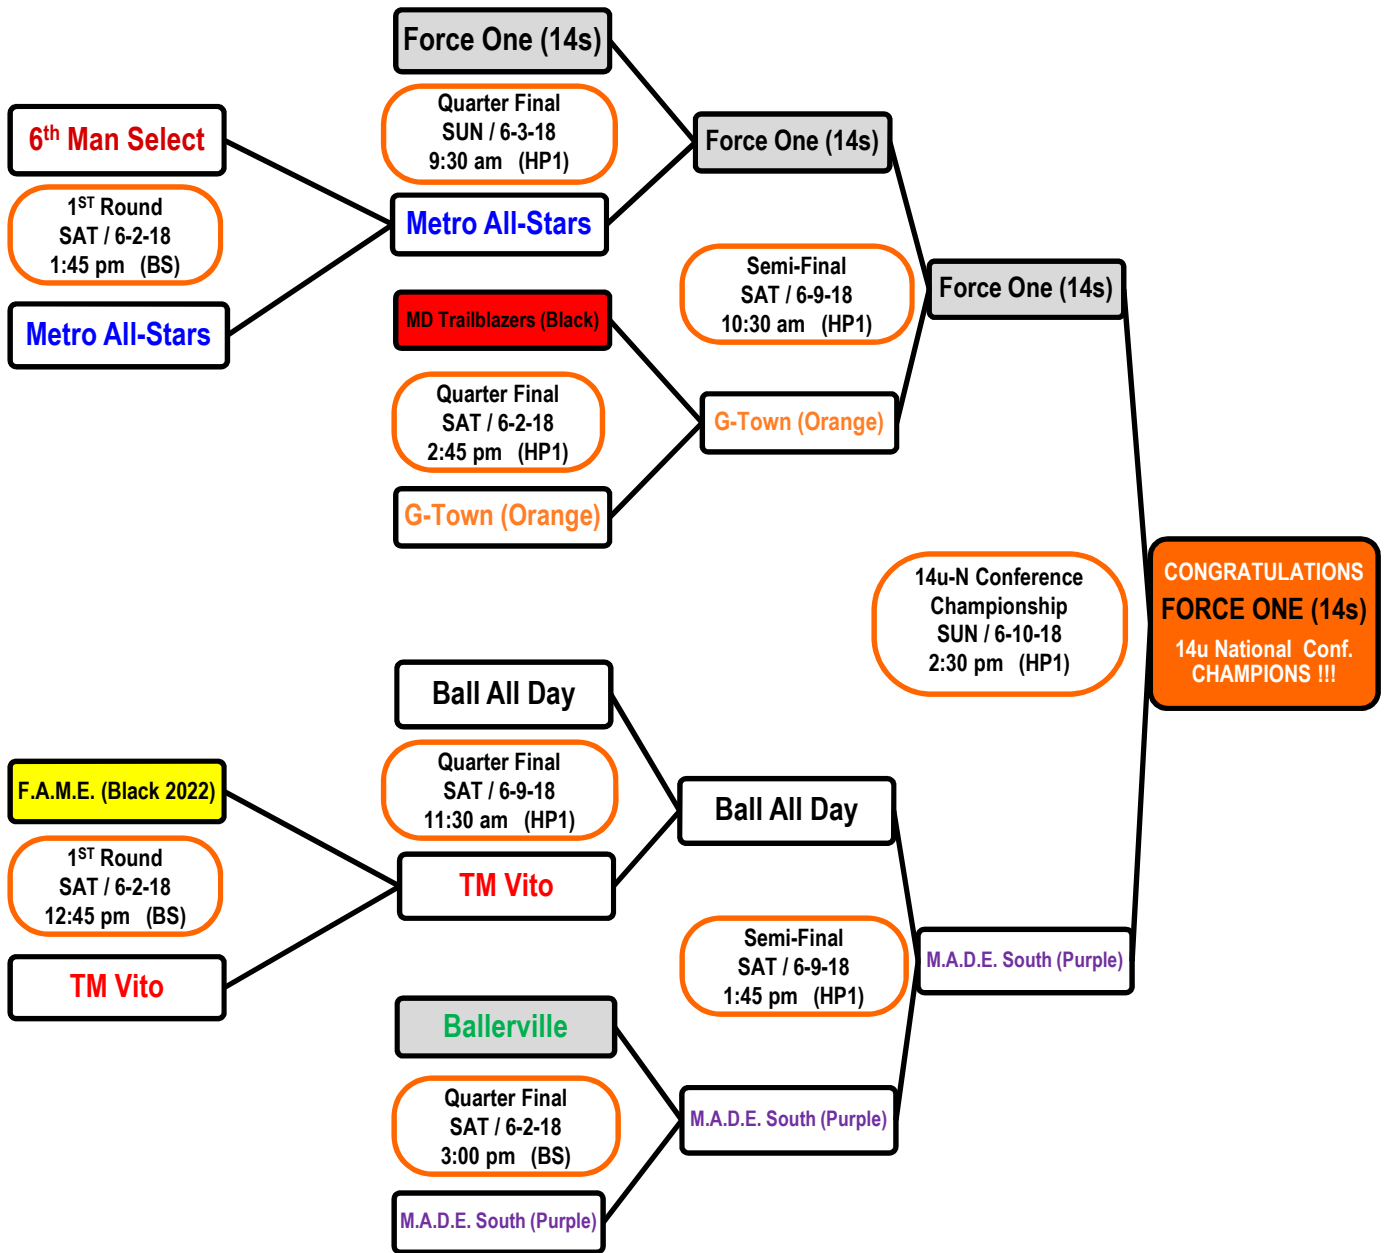 Force One (14s)
Quarter Final
SUN / 6-3-18
9:30 am (HP1)
6th Man Select
Force One (14s)
1ST Round
SAT / 6-2-18
1:45 pm (BS)
Metro All-Stars
Semi-Final
SAT / 6-9-18
10:30 am (HP1)
Force One (14s)
Metro All-Stars
MD Trailblazers (Black)
Quarter Final
SAT / 6-2-18
2:45 pm (HP1)
G-Town (Orange)
G-Town (Orange)
14u-N Conference
Championship
SUN / 6-10-18
2:30 pm (HP1)
CONGRATULATIONS
FORCE ONE (14s)
14u National Conf.
CHAMPIONS !!!
Ball All Day
Quarter Final
SAT / 6-9-18
11:30 am (HP1)
F.A.M.E. (Black 2022)
Ball All Day
1ST Round
SAT / 6-2-18
12:45 pm (BS)
TM Vito
Semi-Final
SAT / 6-9-18
1:45 pm (HP1)
M.A.D.E. South (Purple)
TM Vito
Ballerville
Quarter Final
SAT / 6-2-18
3:00 pm (BS)
M.A.D.E. South (Purple)
M.A.D.E. South (Purple)